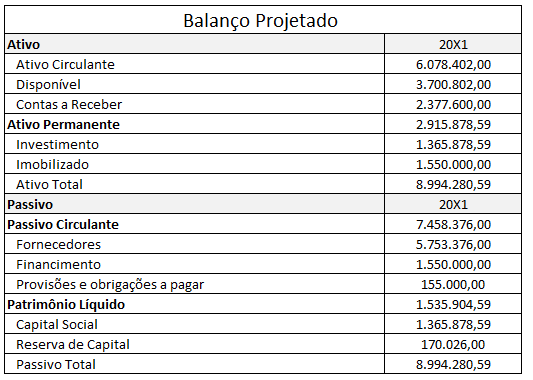 Balanço Projetado
Ativo 20X1
Ativo Circulante 6.078.402,00
Disponível 3.700.802,00
Contas a Receber 2.377.600,00
Ativo Permanente 2.915.878,59
Investimento 1.365.878,59
Imobilizado 1.550.000,00
Ativo Total 8.994.280,59
Passivo 20X1
Passivo Circulante 7.458.376,00
Fornecedores 5.753.376,00
Financimento 1.550.000,00
Provisões e obrigações a pagar 155.000,00
Patrimônio Líquido 1.535.904,59
Capital Social 1.365.878,59
Reserva de Capital 170.026,00
Passivo Total 8.994.280,59